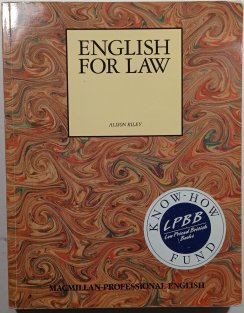 ENGLISH
FOR LAW
ALISON RILEY
KNOW-HOW
LPBB
Low Priced British
Books
FUND
MACMILLAN PROFESSIONAL ENGLISH